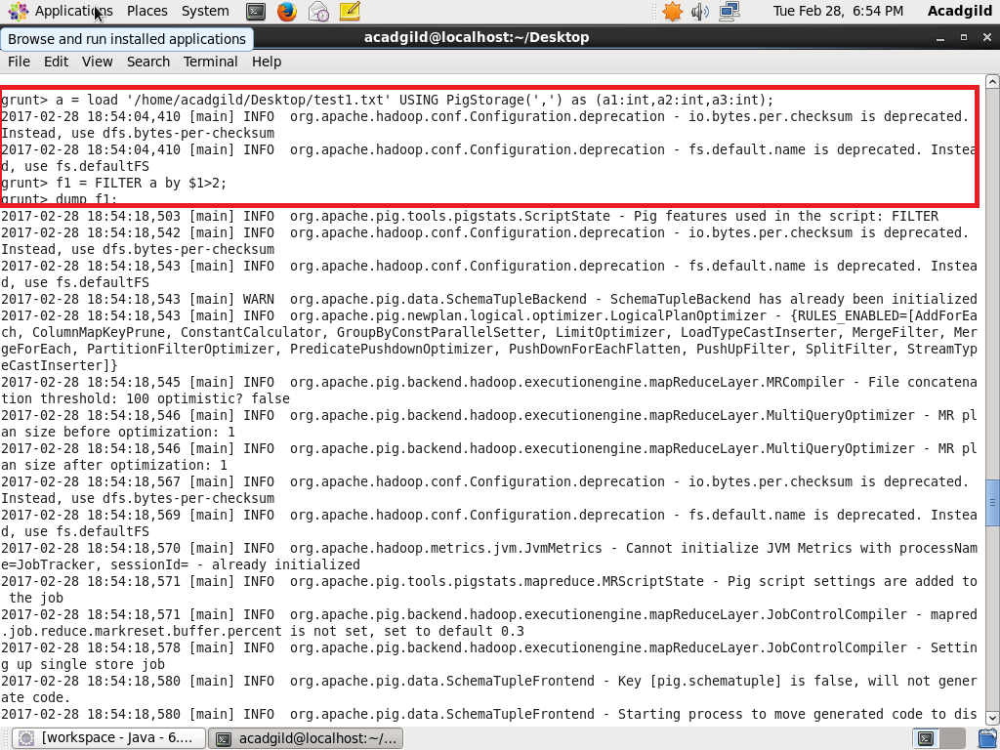 Applications Places System Tue Feb 28, 6:54 PM Acadgild
Browse and run installed applications
acadgild@localhost:~/Desktop
File Edit View Search Terminal Help
grunt> a = load '/home/acadgild/Desktop/test1.txt' USING PigStorage(',') as (a1:int,a2:int,a3:int);
2017-02-28 18:54:04,410 [main] INFO  org.apache.hadoop.conf.Configuration.deprecation - io.bytes.per.checksum is deprecated.
Instead, use dfs.bytes-per-checksum
2017-02-28 18:54:04,410 [main] INFO  org.apache.hadoop.conf.Configuration.deprecation - fs.default.name is deprecated. Instea
d, use fs.defaultFS
grunt> f1 = FILTER a by $1>2;
grunt> dump f1;
2017-02-28 18:54:18,503 [main] INFO  org.apache.pig.tools.pigstats.ScriptState - Pig features used in the script: FILTER
2017-02-28 18:54:18,542 [main] INFO  org.apache.hadoop.conf.Configuration.deprecation - io.bytes.per.checksum is deprecated.
Instead, use dfs.bytes-per-checksum
2017-02-28 18:54:18,543 [main] INFO  org.apache.hadoop.conf.Configuration.deprecation - fs.default.name is deprecated. Instea
d, use fs.defaultFS
2017-02-28 18:54:18,543 [main] WARN  org.apache.pig.data.SchemaTupleBackend - SchemaTupleBackend has already been initialized
2017-02-28 18:54:18,543 [main] INFO  org.apache.pig.newplan.logical.optimizer.LogicalPlanOptimizer - {RULES_ENABLED=[AddForEa
ch, ColumnMapKeyPrune, ConstantCalculator, GroupByConstParallelSetter, LimitOptimizer, LoadTypeCastInserter, MergeFilter, Mer
geForEach, PartitionFilterOptimizer, PredicatePushdownOptimizer, PushDownForEachFlatten, PushUpFilter, SplitFilter, StreamTyp
eCastInserter]}
2017-02-28 18:54:18,545 [main] INFO  org.apache.pig.backend.hadoop.executionengine.mapReduceLayer.MRCompiler - File concatena
tion threshold: 100 optimistic? false
2017-02-28 18:54:18,546 [main] INFO  org.apache.pig.backend.hadoop.executionengine.mapReduceLayer.MultiQueryOptimizer - MR pl
an size before optimization: 1
2017-02-28 18:54:18,546 [main] INFO  org.apache.pig.backend.hadoop.executionengine.mapReduceLayer.MultiQueryOptimizer - MR pl
an size after optimization: 1
2017-02-28 18:54:18,567 [main] INFO  org.apache.hadoop.conf.Configuration.deprecation - io.bytes.per.checksum is deprecated.
Instead, use dfs.bytes-per-checksum
2017-02-28 18:54:18,569 [main] INFO  org.apache.hadoop.conf.Configuration.deprecation - fs.default.name is deprecated. Instea
d, use fs.defaultFS
2017-02-28 18:54:18,570 [main] INFO  org.apache.hadoop.metrics.jvm.JvmMetrics - Cannot initialize JVM Metrics with processNam
e=JobTracker, sessionId= - already initialized
2017-02-28 18:54:18,571 [main] INFO  org.apache.pig.tools.pigstats.mapreduce.MRScriptState - Pig script settings are added to
 the job
2017-02-28 18:54:18,571 [main] INFO  org.apache.pig.backend.hadoop.executionengine.mapReduceLayer.JobControlCompiler - mapred
.job.reduce.markreset.buffer.percent is not set, set to default 0.3
2017-02-28 18:54:18,578 [main] INFO  org.apache.pig.backend.hadoop.executionengine.mapReduceLayer.JobControlCompiler - Settin
g up single store job
2017-02-28 18:54:18,580 [main] INFO  org.apache.pig.data.SchemaTupleFrontend - Key [pig.schematuple] is false, will not gener
ate code.
2017-02-28 18:54:18,580 [main] INFO  org.apache.pig.data.SchemaTupleFrontend - Starting process to move generated code to dis
[workspace - Java - 6.... acadgild@localhost:~/...